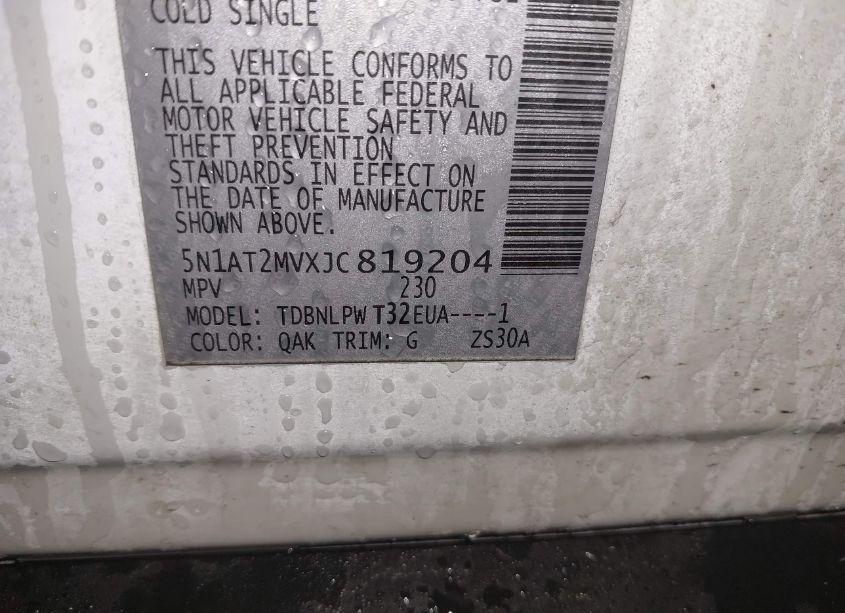 COLD SINGLE
THIS VEHICLE CONFORMS TO
ALL APPLICABLE FEDERAL
MOTOR VEHICLE SAFETY AND
THEFT PREVENTION
STANDARDS IN EFFECT ON
THE DATE OF MANUFACTURE
SHOWN ABOVE.
5N1AT2MVXJC819204
MPV 230
MODEL: TDBNLPWT32EUA----1
COLOR: QAK TRIM: G ZS30A